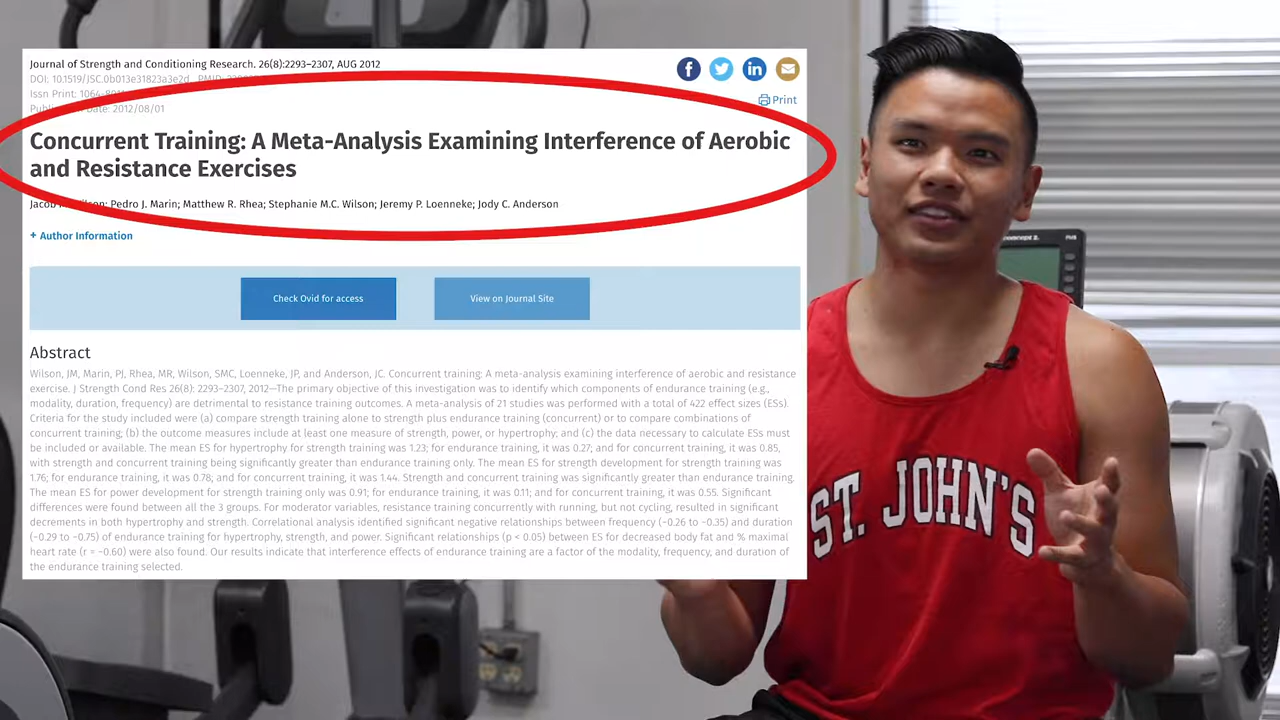 Journal of Strength and Conditioning Research. 26(8):2293–2307, AUG 2012
DOI: 10.1519/JSC.0b013e31823a3e2d, PMID:
Issn Print: 1064-
Date: 2012/08/01
Print
Concurrent Training: A Meta-Analysis Examining Interference of Aerobic
and Resistance Exercises
Pedro J. Marin; Matthew R. Rhea; Stephanie M.C. Wilson; Jeremy P. Loenneke; Jody C. Anderson
+ Author Information
Check Ovid for access
View on Journal Site
Abstract
Wilson, JM, Marin, PJ, Rhea, MR, Wilson, SMC, Loenneke, JP, and Anderson, JC. Concurrent training: A meta-analysis examining interference of aerobic and resistance
exercise. J Strength Cond Res 26(8): 2293–2307, 2012—The primary objective of this investigation was to identify which components of endurance training (e.g.,
modality, duration, frequency) are detrimental to resistance training outcomes. A meta-analysis of 21 studies was performed with a total of 422 effect sizes (ESs).
Criteria for the study included were (a) compare strength training alone to strength plus endurance training (concurrent) or to compare combinations of
concurrent training; (b) the outcome measures include at least one measure of strength, power, or hypertrophy; and (c) the data necessary to calculate ESs must
be included or available. The mean ES for hypertrophy for strength training was 1.23; for endurance training, it was 0.27; and for concurrent training, it was 0.85,
with strength and concurrent training being significantly greater than endurance training only. The mean ES for strength development for strength training was
1.76; for endurance training, it was 0.78; and for concurrent training, it was 1.44. Strength and concurrent training was significantly greater than endurance training.
The mean ES for power development for strength training only was 0.91; for endurance training, it was 0.11; and for concurrent training, it was 0.55. Significant
differences were found between all the 3 groups. For moderator variables, resistance training concurrently with running, but not cycling, resulted in significant
decrements in both hypertrophy and strength. Correlational analysis identified significant negative relationships between frequency (−0.26 to −0.35) and duration
(−0.29 to −0.75) of endurance training for hypertrophy, strength, and power. Significant relationships (p < 0.05) between ES for decreased body fat and % maximal
heart rate (r = −0.60) were also found. Our results indicate that interference effects of endurance training are a factor of the modality, frequency, and duration of
the endurance training selected.
ST. JOHN'S